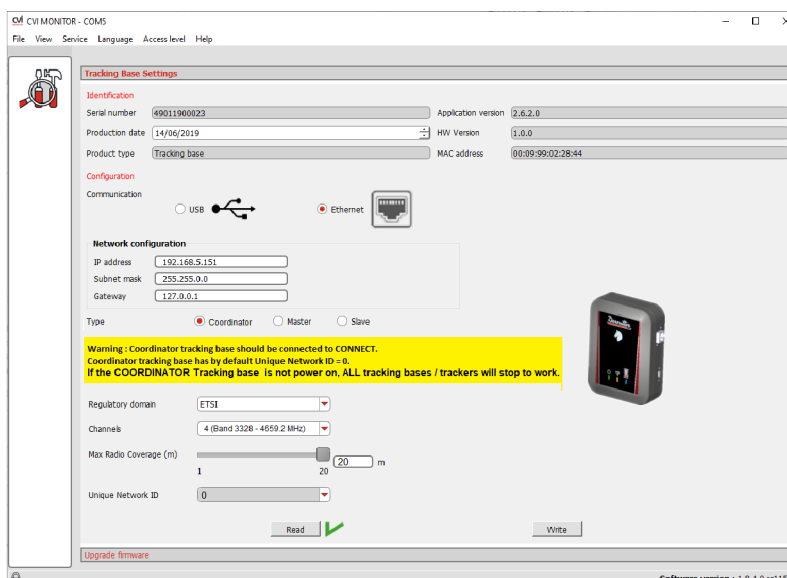 CVI CVI MONITOR - COM5
File View Service Language Access level Help
Tracking Base Settings
Identification
Serial number 49011900023 Application version 2.6.2.0
Production date 14/06/2019 HW Version 1.0.0
Product type Tracking base MAC address 00:09:99:02:28:44
Configuration
Communication
USB Ethernet
Network configuration
IP address 192.168.5.151
Subnet mask 255.255.0.0
Gateway 127.0.0.1
Type Coordinator Master Slave
Warning : Coordinator tracking base should be connected to CONNECT.
Coordinator tracking base has by default Unique Network ID = 0.
If the COORDINATOR Tracking base is not power on, ALL tracking bases / trackers will stop to work.
Regulatory domain ETSI
Channels 4 (Band 3328 - 4659.2 MHz)
Max Radio Coverage (m) 20 m
1 20
Unique Network ID 0
Read Write
Upgrade firmware